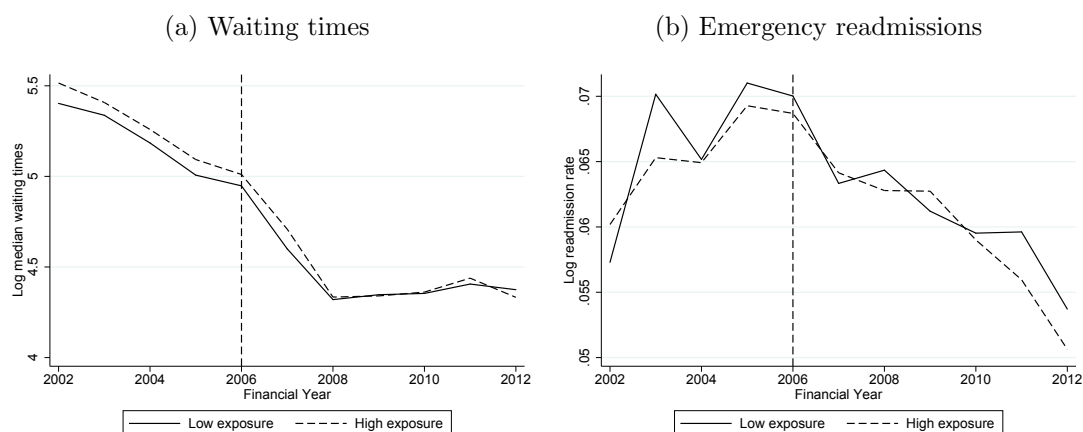 (a) Waiting times
Log median waiting times
5.5
5
4.5
4
2002 2004 2006 2008 2010 2012
Financial Year
Low exposure High exposure
(b) Emergency readmissions
Log readmission rate
.07
.065
.06
.055
.05
2002 2004 2006 2008 2010 2012
Financial Year
Low exposure High exposure